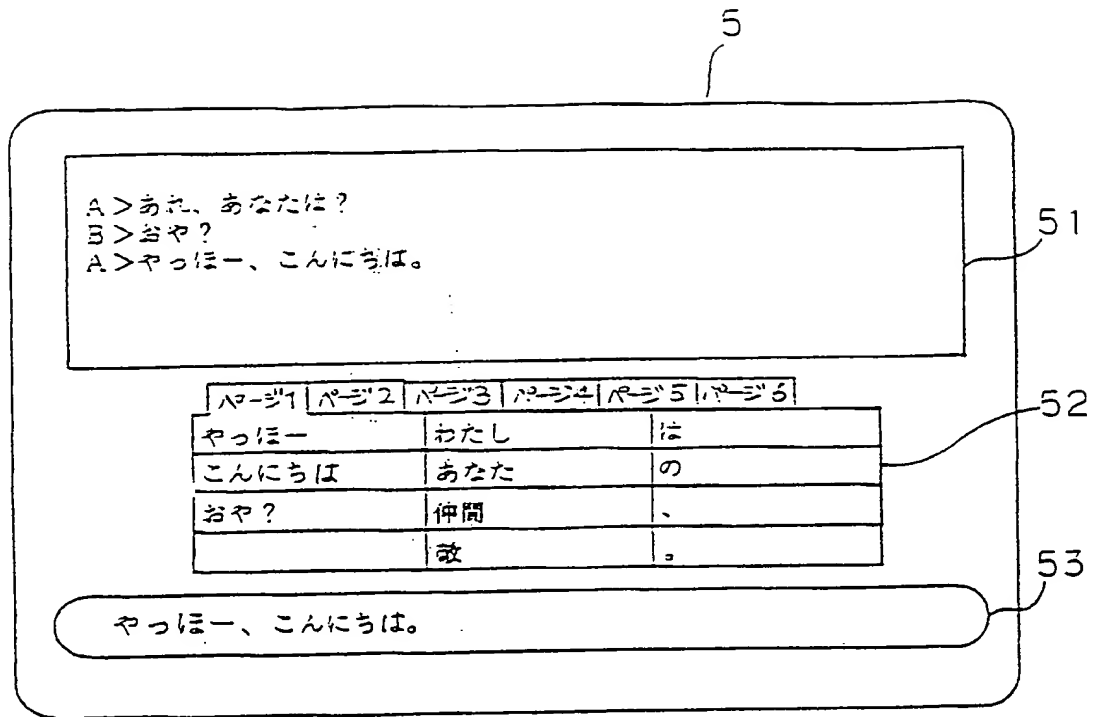 5
A＞あれ、あなたは？
B＞おや？
A＞やっほー、こんにちは。
51
ページ1 ページ2 ページ3 ページ4 ページ5 ページ6
52
やっほー わたし は
こんにちは あなた の
おや？ 仲間 、
敵 。
53
やっほー、こんにちは。